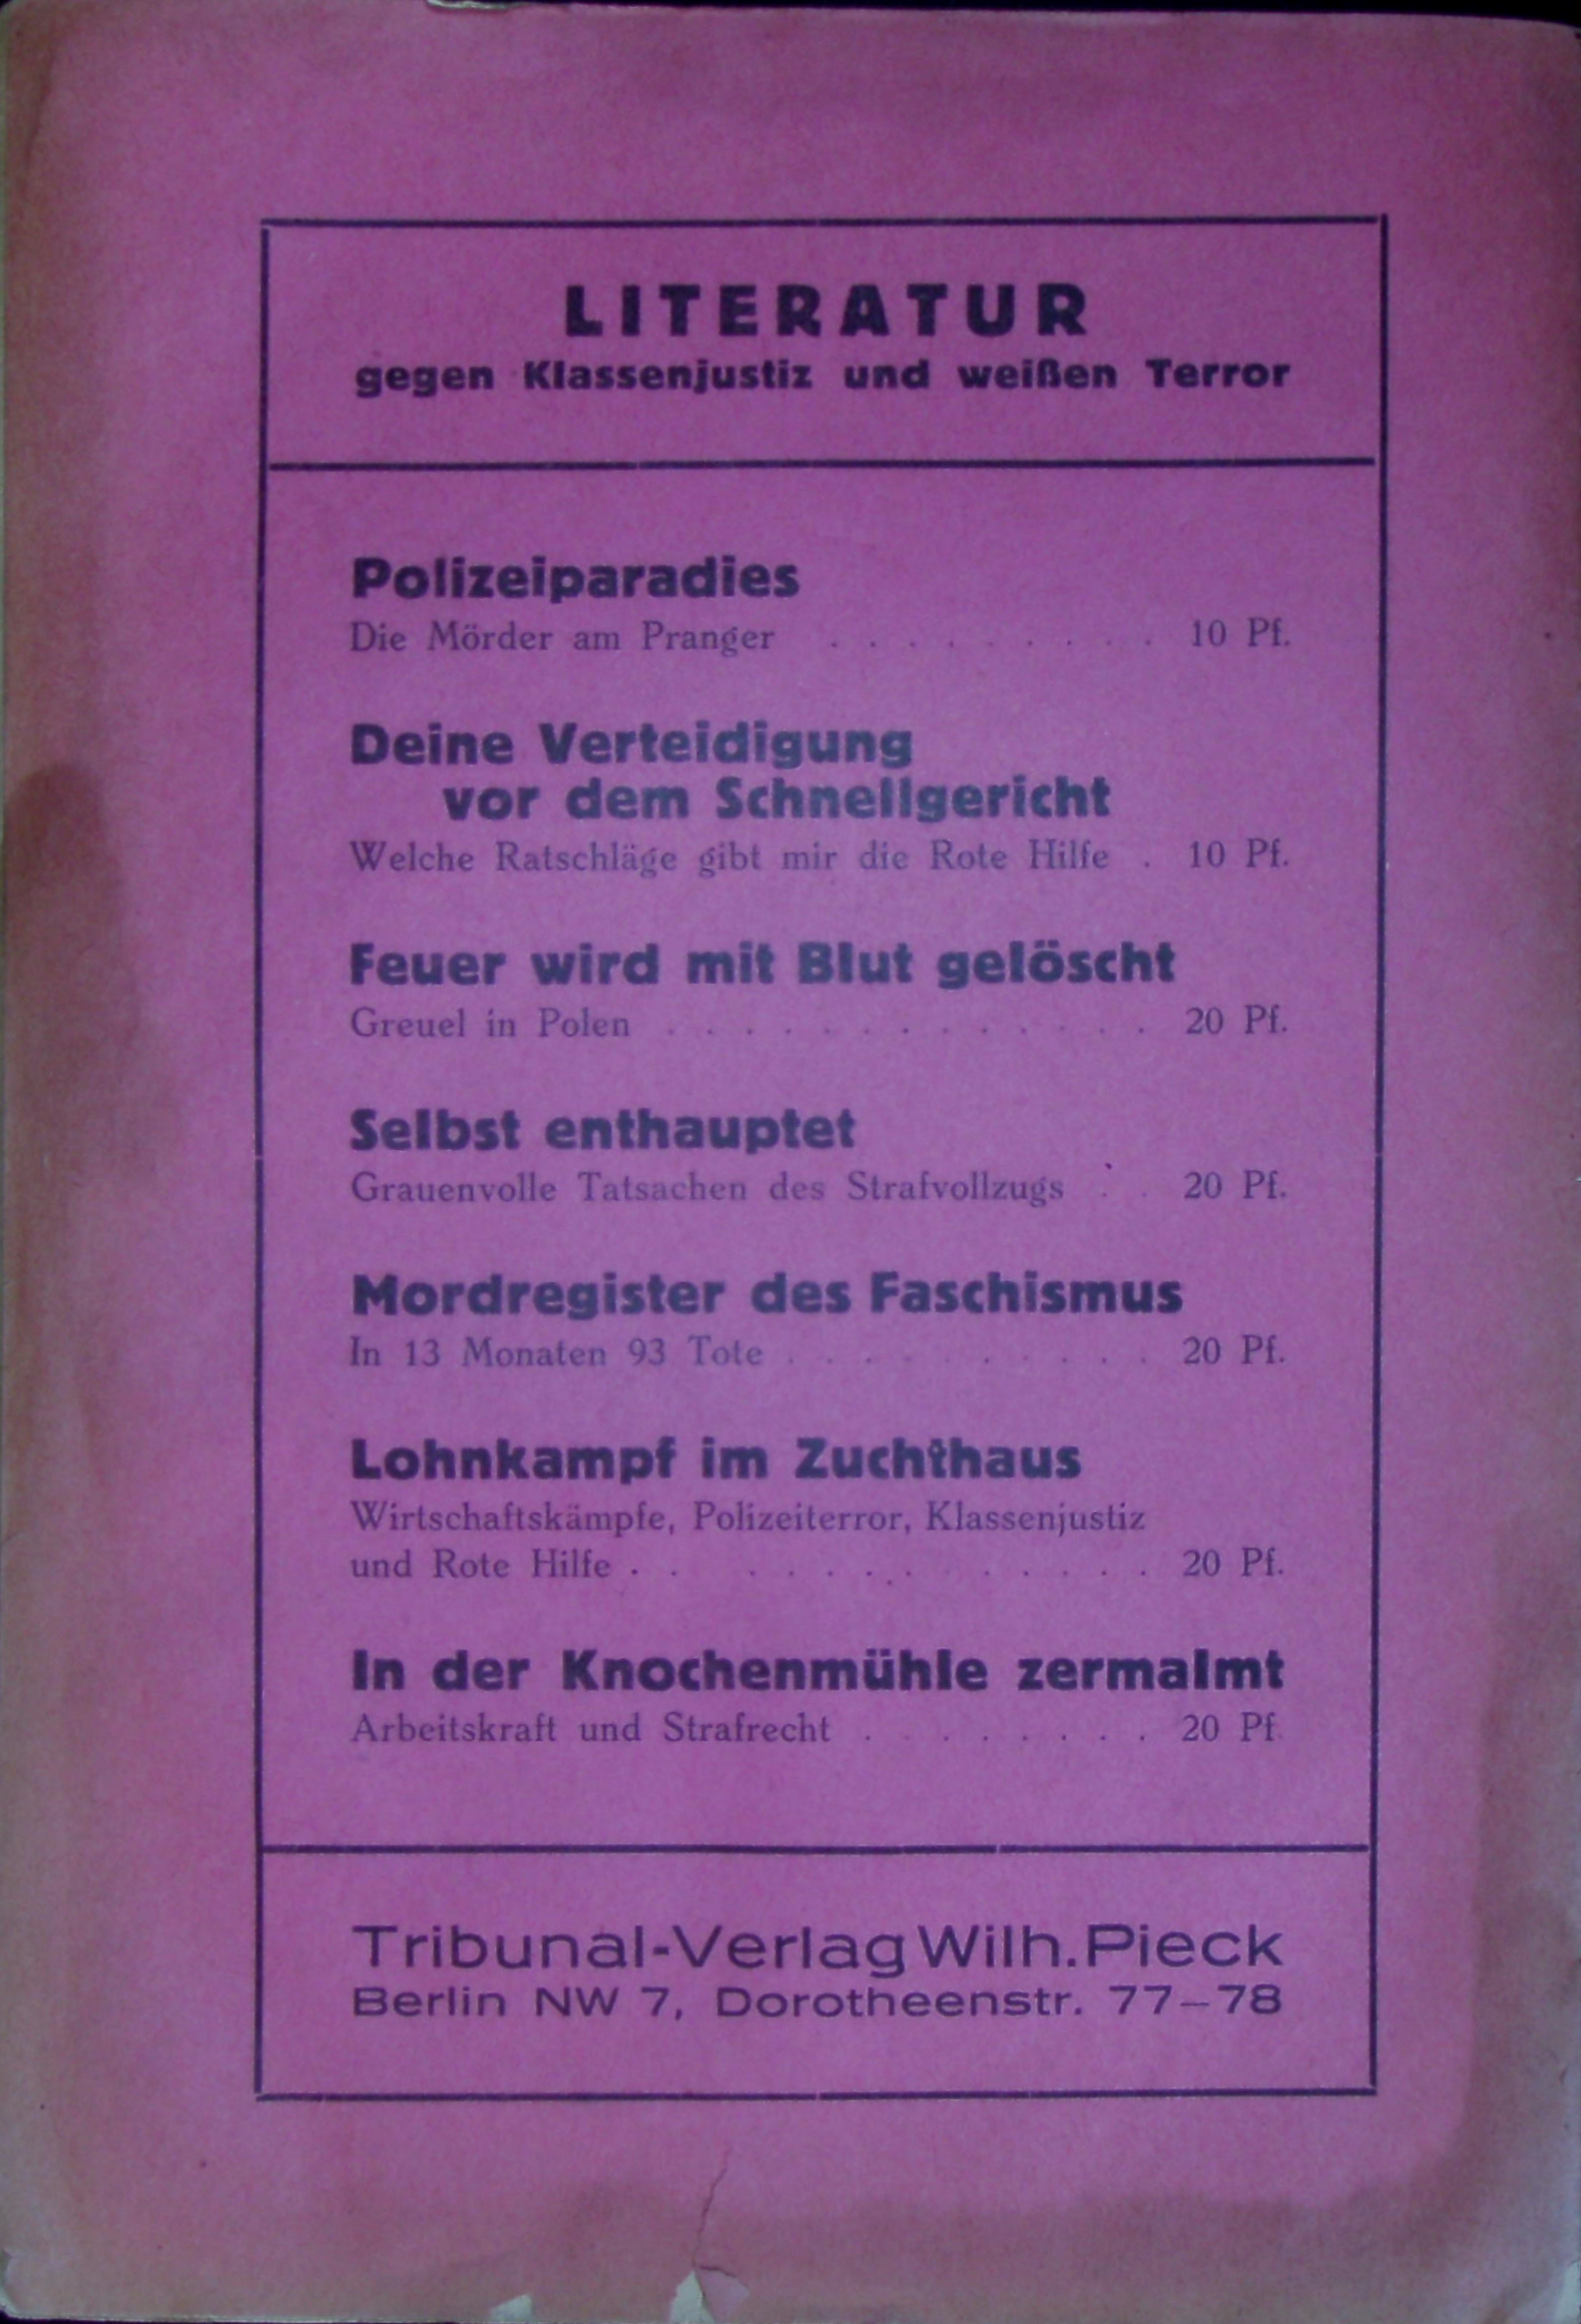 LITERATUR
gegen Klassenjustiz und weißen Terror
Polizeiparadies
Die Mörder am Pranger . . . . . . . . . 10 Pf.
Deine Verteidigung
vor dem Schnellgericht
Welche Ratschläge gibt mir die Rote Hilfe . 10 Pf.
Feuer wird mit Blut gelöscht
Greuel in Polen . . . . . . . . . . . . . 20 Pf.
Selbst enthauptet
Grauenvolle Tatsachen des Strafvollzugs . . 20 Pf.
Mordregister des Faschismus
In 13 Monaten 93 Tote . . . . . . . . . . 20 Pf.
Lohnkampf im Zuchthaus
Wirtschaftskämpfe, Polizeiterror, Klassenjustiz
und Rote Hilfe . . . . . . . . . . . . . 20 Pf.
In der Knochenmühle zermalmt
Arbeitskraft und Strafrecht . . . . . . . . 20 Pf.
Tribunal-Verlag Wilh. Pieck
Berlin NW 7, Dorotheenstr. 77–78